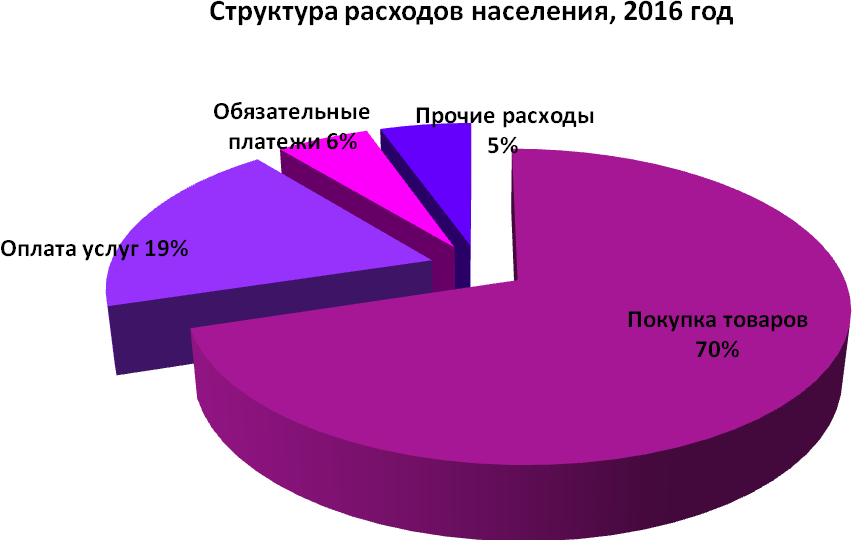 Структура расходов населения, 2016 год
Обязательные
платежи 6%
Прочие расходы
5%
Оплата услуг 19%
Покупка товаров
70%